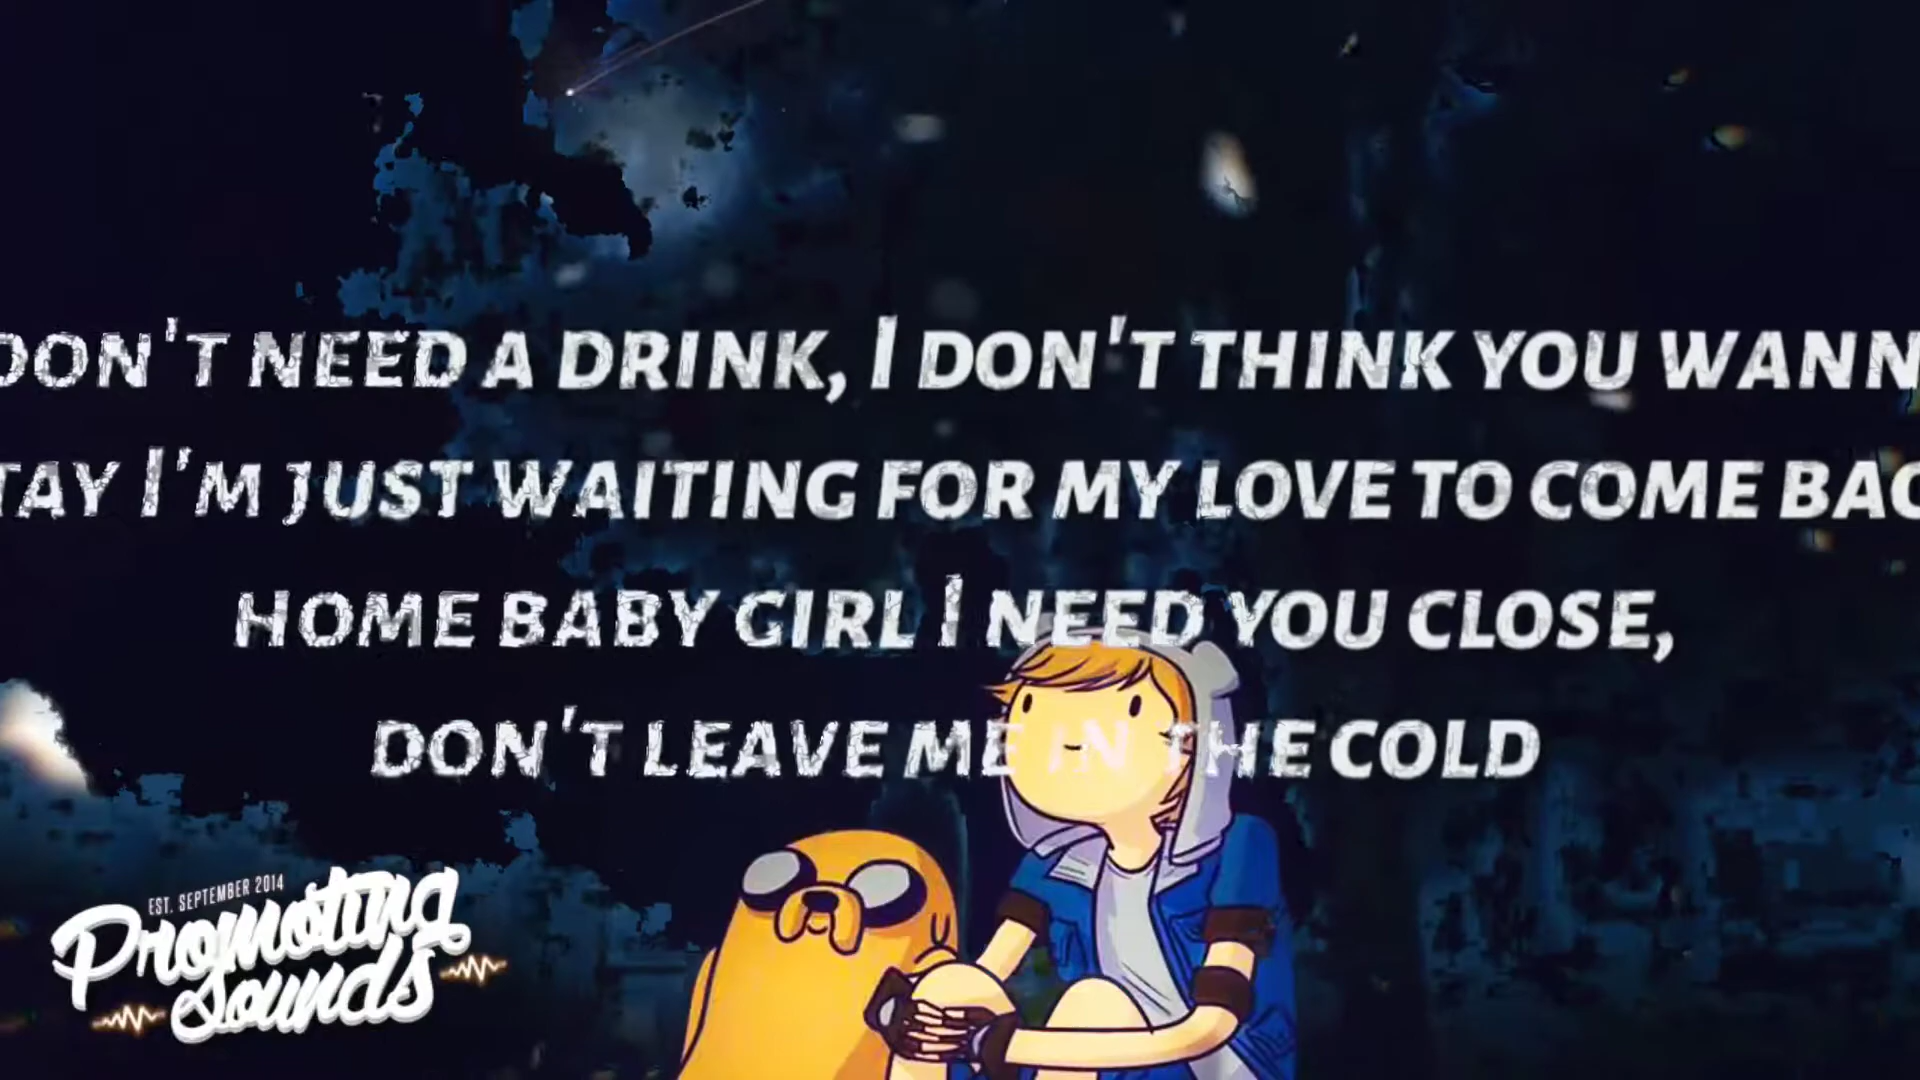 DON'T NEED A DRINK, I DON'T THINK YOU WANN
TAY I'M JUST WAITING FOR MY LOVE TO COME BAC
HOME BABY GIRL I NEED YOU CLOSE,
DON'T LEAVE ME IN THE COLD
EST. SEPTEMBER 2014
Promoting
Sounds